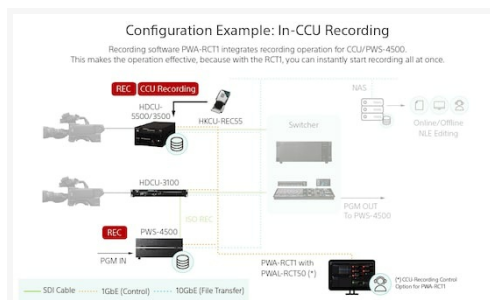 Configuration Example: In-CCU Recording
Recording software PWA-RCT1 integrates recording operation for CCU/PWS-4500.
This makes the operation effective, because with the RCT1, you can instantly start recording all at once.
REC
CCU Recording
NAS
HDCU-
5500/3500
HKCU-REC55
Switcher
Online/Offline
NLE Editing
HDCU-3100
ISO REC
PGM OUT
To PWS-4500
REC
PWS-4500
PGM IN
PWA-RCT1 with
PWAL-RCT50 (*)
(*) CCU Recording Control
Option for PWA-RCT1
SDI Cable
1GbE (Control)
10GbE (File Transfer)